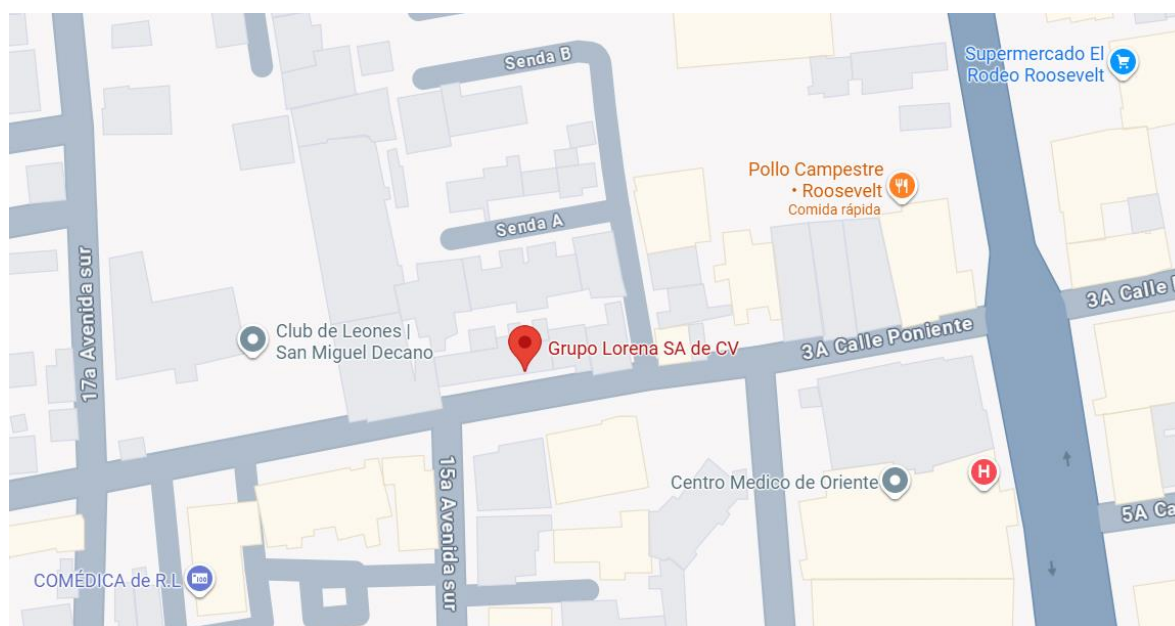 Senda B
Supermercado El
Rodeo Roosevelt
Pollo Campestre
• Roosevelt
Comida rápida
Senda A
17a Avenida sur
3A Calle
Club de Leones |
San Miguel Decano
Grupo Lorena SA de CV
3A Calle Poniente
15a Avenida sur
Centro Medico de Oriente
H
5A Ca
COMÉDICA de R.L